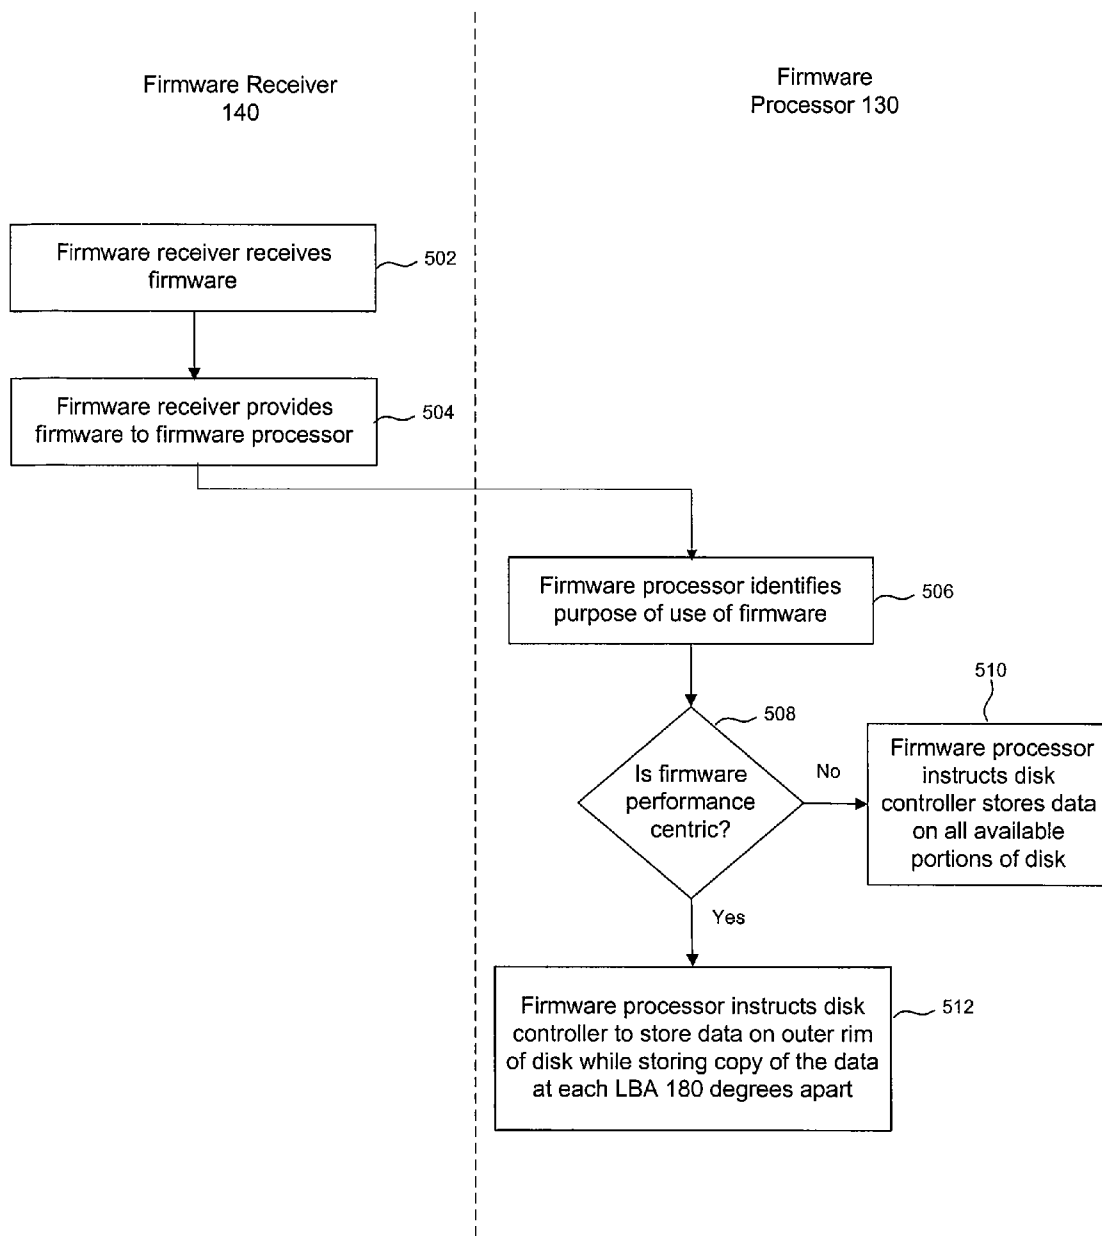 Firmware Receiver
140
Firmware
Processor 130
Firmware receiver receives
firmware
502
Firmware receiver provides
firmware to firmware processor
504
Firmware processor identifies
purpose of use of firmware
506
508
Is firmware
performance
centric?
No
510
Firmware processor
instructs disk
controller stores data
on all available
portions of disk
Yes
Firmware processor instructs disk
controller to store data on outer rim
of disk while storing copy of the data
at each LBA 180 degrees apart
512